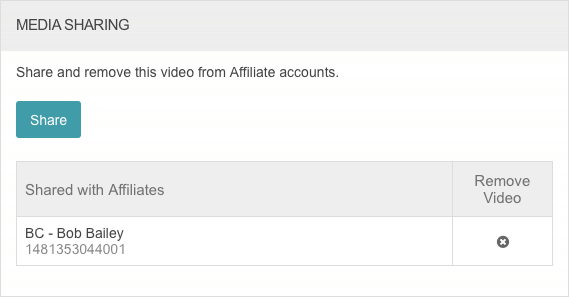 MEDIA SHARING
Share and remove this video from Affiliate accounts.
Share
Shared with Affiliates
Remove
Video
BC - Bob Bailey
1481353044001